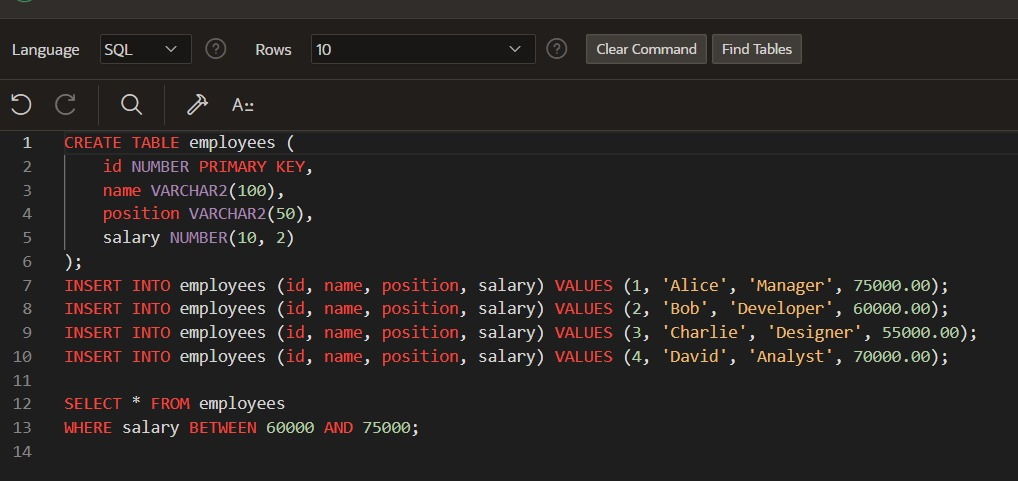 Language SQL Rows 10 Clear Command Find Tables
A::
1 CREATE TABLE employees (
2 id NUMBER PRIMARY KEY,
3 name VARCHAR2(100),
4 position VARCHAR2(50),
5 salary NUMBER(10, 2)
6 );
7 INSERT INTO employees (id, name, position, salary) VALUES (1, 'Alice', 'Manager', 75000.00);
8 INSERT INTO employees (id, name, position, salary) VALUES (2, 'Bob', 'Developer', 60000.00);
9 INSERT INTO employees (id, name, position, salary) VALUES (3, 'Charlie', 'Designer', 55000.00);
10 INSERT INTO employees (id, name, position, salary) VALUES (4, 'David', 'Analyst', 70000.00);
11
12 SELECT * FROM employees
13 WHERE salary BETWEEN 60000 AND 75000;
14